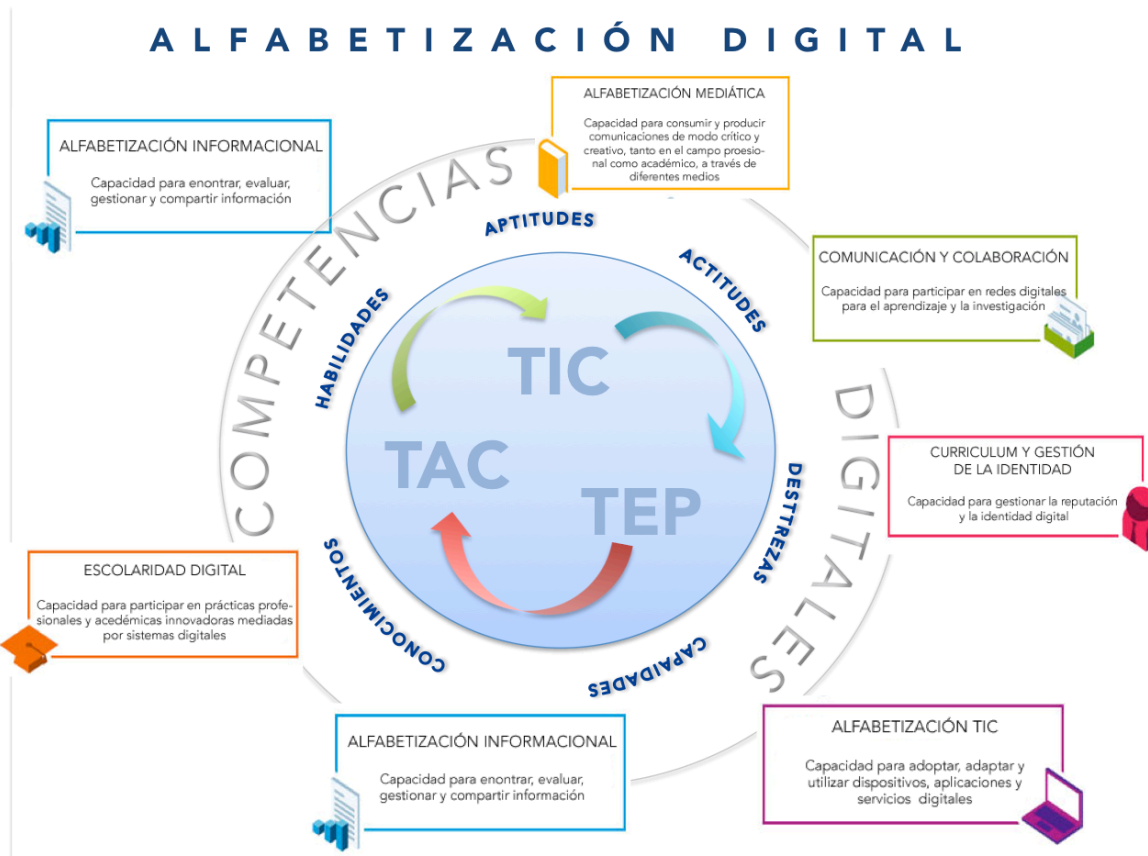 ALFABETIZACIÓN DIGITAL
ALFABETIZACIÓN MEDIÁTICA
Capacidad para consumir y producir
comunicaciones de modo crítico y
creativo, tanto en el campo proesio-
nal como académico, a través de
diferentes medios
ALFABETIZACIÓN INFORMACIONAL
Capacidad para enontrar, evaluar,
gestionar y compartir información
COMPETENCIAS
DIGITALES
APTITUDES
ACTITUDES
HABILIDADES
DESTTREZAS
CONOCIMIENTOS
CAPAIDADES
TIC
TAC
TEP
COMUNICACIÓN Y COLABORACIÓN
Capacidad para participar en redes digitales
para el aprendizaje y la investigación
CURRICULUM Y GESTIÓN
DE LA IDENTIDAD
Capacidad para gestionar la reputación
y la identidad digital
ESCOLARIDAD DIGITAL
Capacidad para participar en prácticas profe-
sionales y acedémicas innovadoras mediadas
por sistemas digitales
ALFABETIZACIÓN INFORMACIONAL
Capacidad para enontrar, evaluar,
gestionar y compartir información
ALFABETIZACIÓN TIC
Capacidad para adoptar, adaptar y
utilizar dispositivos, aplicaciones y
servicios digitales